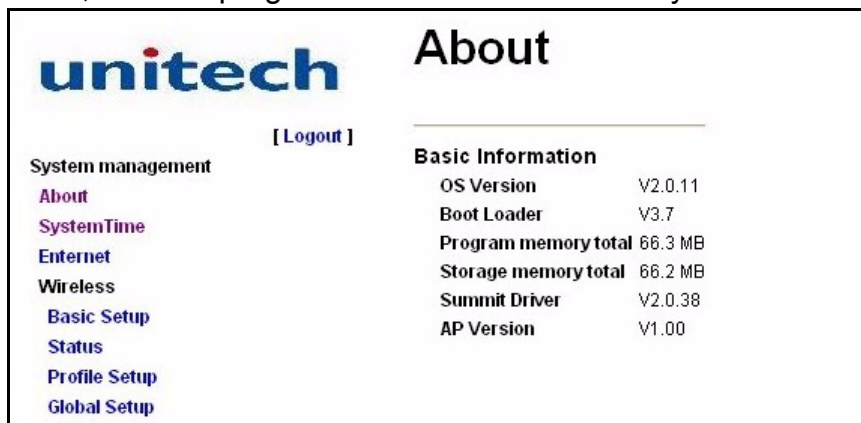 unitech
[ Logout ]
System management
About
SystemTime
Enternet
Wireless
Basic Setup
Status
Profile Setup
Global Setup
About
Basic Information
OS Version V2.0.11
Boot Loader V3.7
Program memory total 66.3 MB
Storage memory total 66.2 MB
Summit Driver V2.0.38
AP Version V1.00